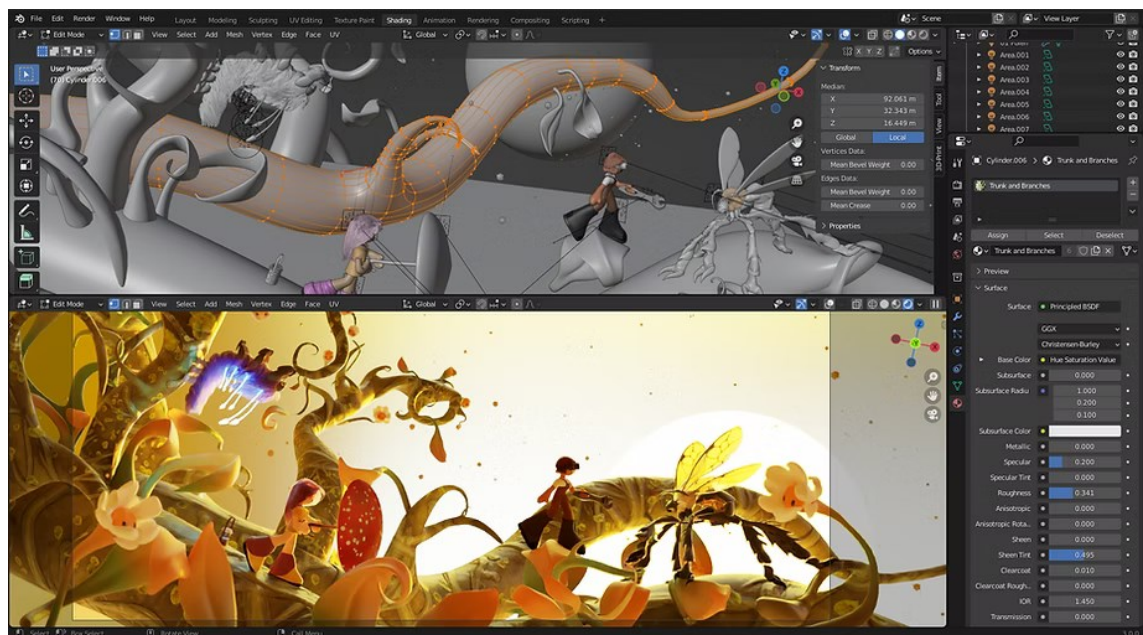 File Edit Render Window Help Layout Modeling Sculpting UV Editing Texture Paint Shading Animation Rendering Compositing Scripting + Scene View Layer
Edit Mode View Select Add Mesh Vertex Edge Face UV Global
X Y Z Options
User Perspective
(70) Cylinder.006
Transform
Median:
X 92.061 m
Y 32.343 m
Z 16.449 m
Global Local
Vertices Data:
Mean Bevel Weight 0.00
Edges Data:
Mean Bevel Weight 0.00
Mean Crease 0.00
Properties
Item
Tool
View
3D-Print
Area.001
Area.002
Area.003
Area.004
Area.005
Area.006
Area.007
Cylinder.006 Trunk and Branches
Trunk and Branches
Assign Select Deselect
Trunk and Branches 6
Preview
Surface
Surface Principled BSDF
GGX
Christensen-Burley
Base Color Hue Saturation Value
Subsurface 0.000
Subsurface Radiu 1.000
0.200
0.100
Subsurface Color
Metallic 0.000
Specular 0.200
Specular Tint 0.000
Roughness 0.341
Anisotropic 0.000
Anisotropic Rota.. 0.000
Sheen 0.000
Sheen Tint 0.495
Clearcoat 0.010
Clearcoat Rough.. 0.000
IOR 1.450
Transmission 0.000
Edit Mode View Select Add Mesh Vertex Edge Face UV Global
Z
Y
X
Select Box Select Rotate View Call Menu